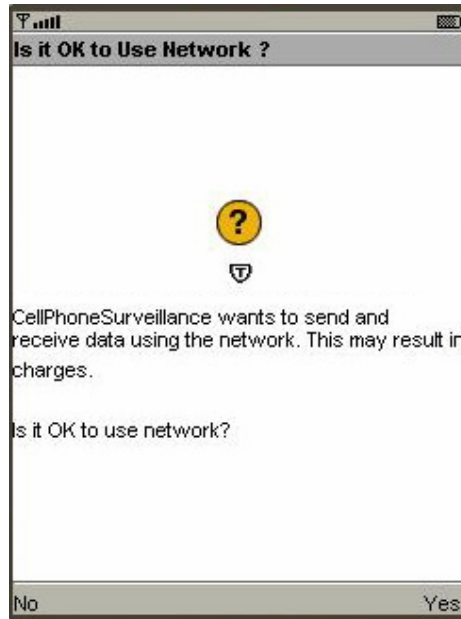 Is it OK to Use Network ?
?
T
CellPhoneSurveillance wants to send and
receive data using the network. This may result in
charges.
Is it OK to use network?
No
Yes